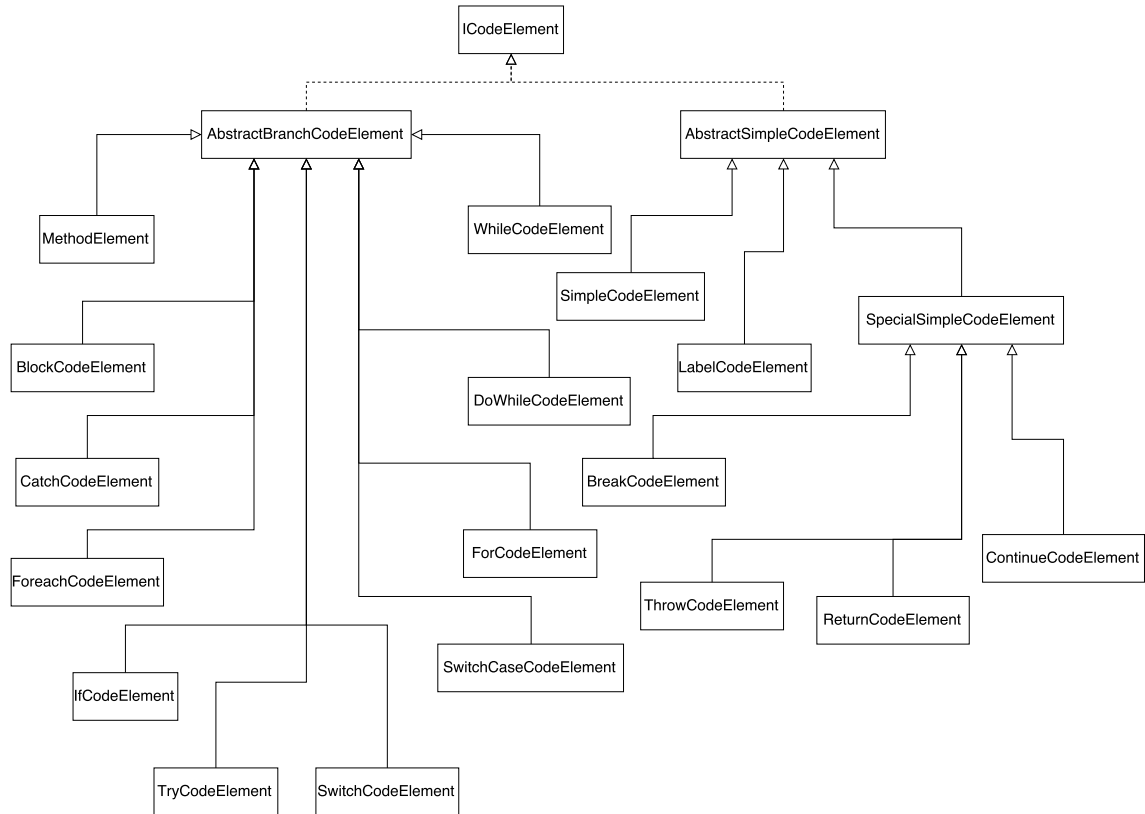 ICodeElement
AbstractBranchCodeElement
AbstractSimpleCodeElement
MethodElement
WhileCodeElement
SimpleCodeElement
SpecialSimpleCodeElement
BlockCodeElement
LabelCodeElement
DoWhileCodeElement
CatchCodeElement
BreakCodeElement
ForCodeElement
ContinueCodeElement
ForeachCodeElement
ThrowCodeElement
ReturnCodeElement
SwitchCaseCodeElement
IfCodeElement
TryCodeElement
SwitchCodeElement